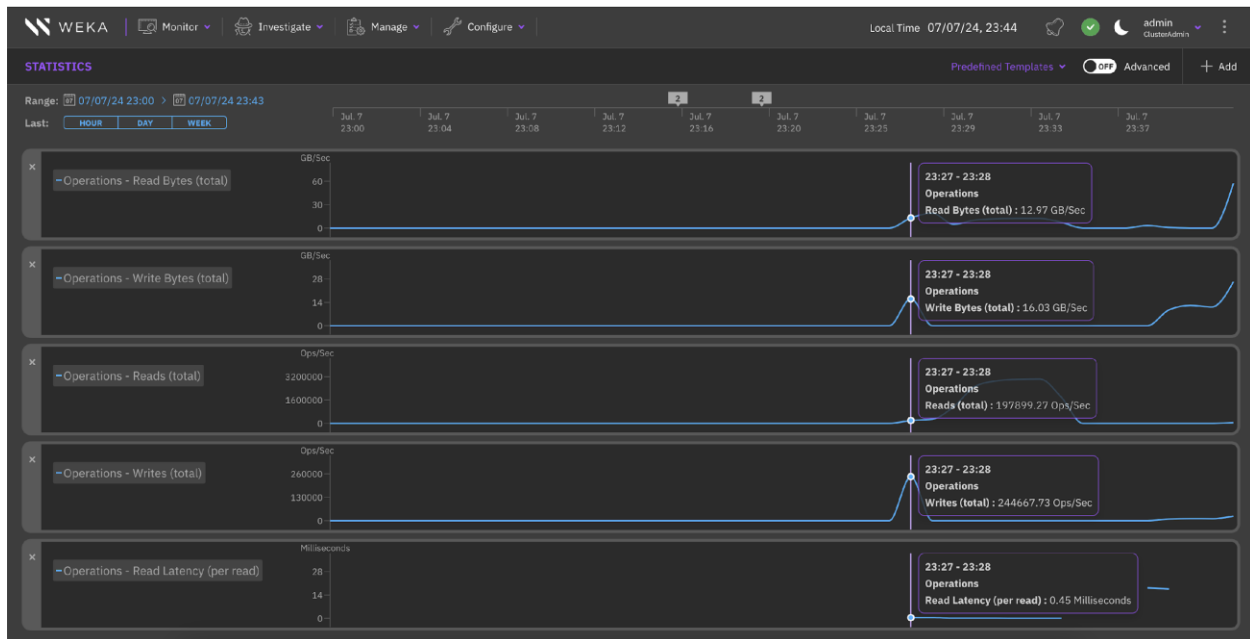 WEKA Monitor Investigate Manage Configure Local Time 07/07/24, 23:44 admin
ClusterAdmin
STATISTICS Predefined Templates OFF Advanced + Add
Range: 07/07/24 23:00 > 07/07/24 23:43
2 2
Last: HOUR DAY WEEK
Jul. 7 Jul. 7 Jul. 7 Jul. 7 Jul. 7 Jul. 7 Jul. 7 Jul. 7 Jul. 7 Jul. 7
23:00 23:04 23:08 23:12 23:16 23:20 23:25 23:29 23:33 23:37
GB/Sec
Operations - Read Bytes (total)
60
30
0
23:27 - 23:28
Operations
Read Bytes (total) : 12.97 GB/Sec
GB/Sec
Operations - Write Bytes (total)
28
14
0
23:27 - 23:28
Operations
Write Bytes (total) : 16.03 GB/Sec
Ops/Sec
Operations - Reads (total)
3200000
1600000
0
23:27 - 23:28
Operations
Reads (total) : 197899.27 Ops/Sec
Ops/Sec
Operations - Writes (total)
260000
130000
0
23:27 - 23:28
Operations
Writes (total) : 244667.73 Ops/Sec
Milliseconds
Operations - Read Latency (per read)
28
14
0
23:27 - 23:28
Operations
Read Latency (per read) : 0.45 Milliseconds